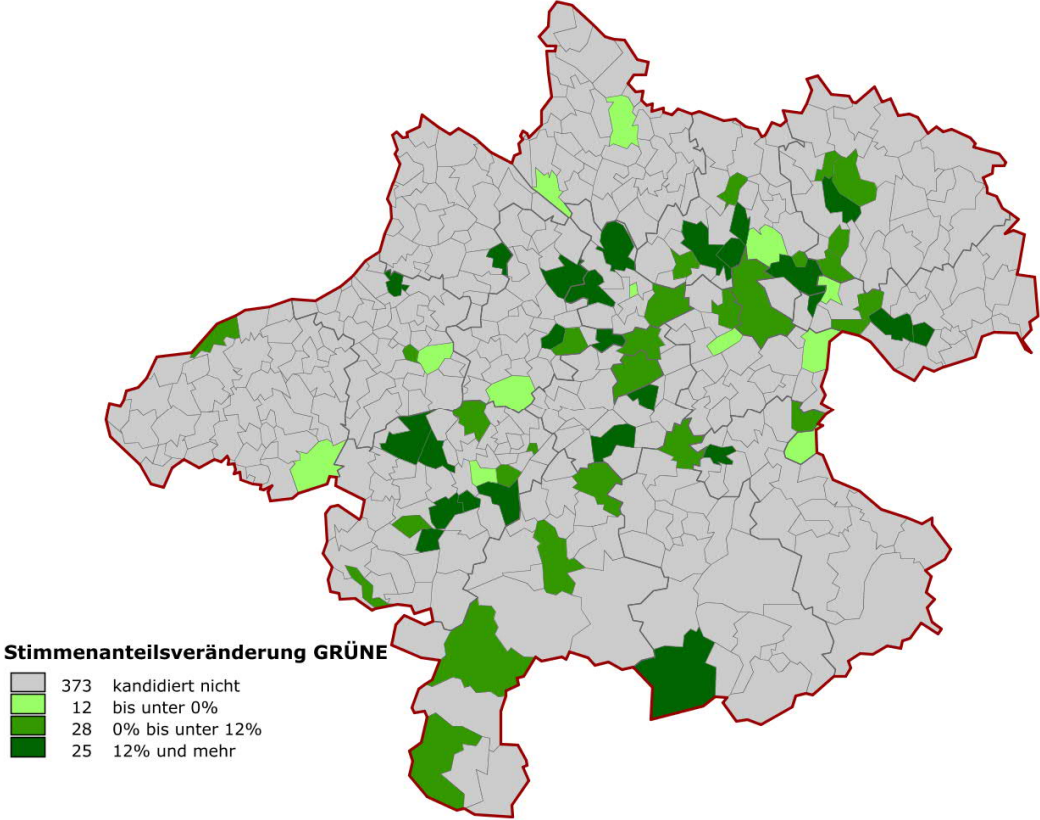 Stimmenanteilsveränderung GRÜNE
373 kandidiert nicht
12 bis unter 0%
28 0% bis unter 12%
25 12% und mehr